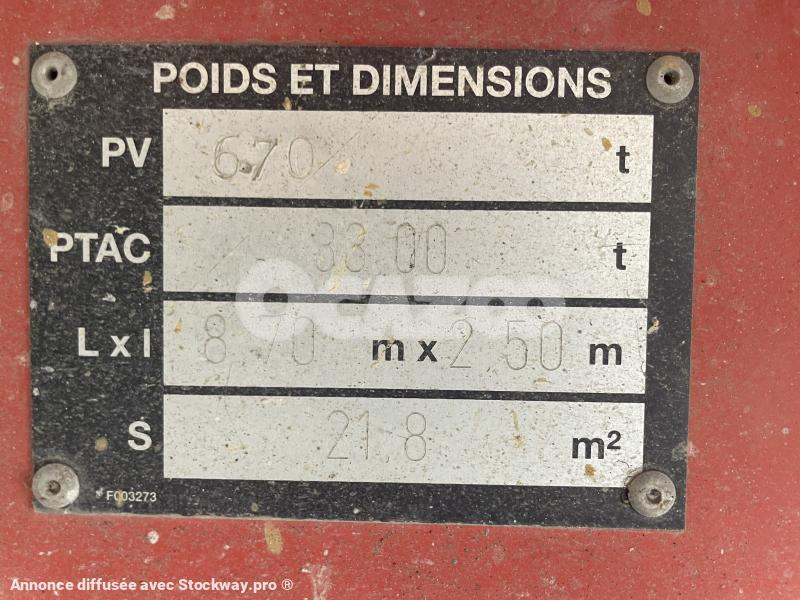 POIDS ET DIMENSIONS
PV 6.70 t
PTAC 33 00 t
L x l 8 70 m x 2 50 m
S 21 8 m²
F003273
Annonce diffusée avec Stockway.pro ®